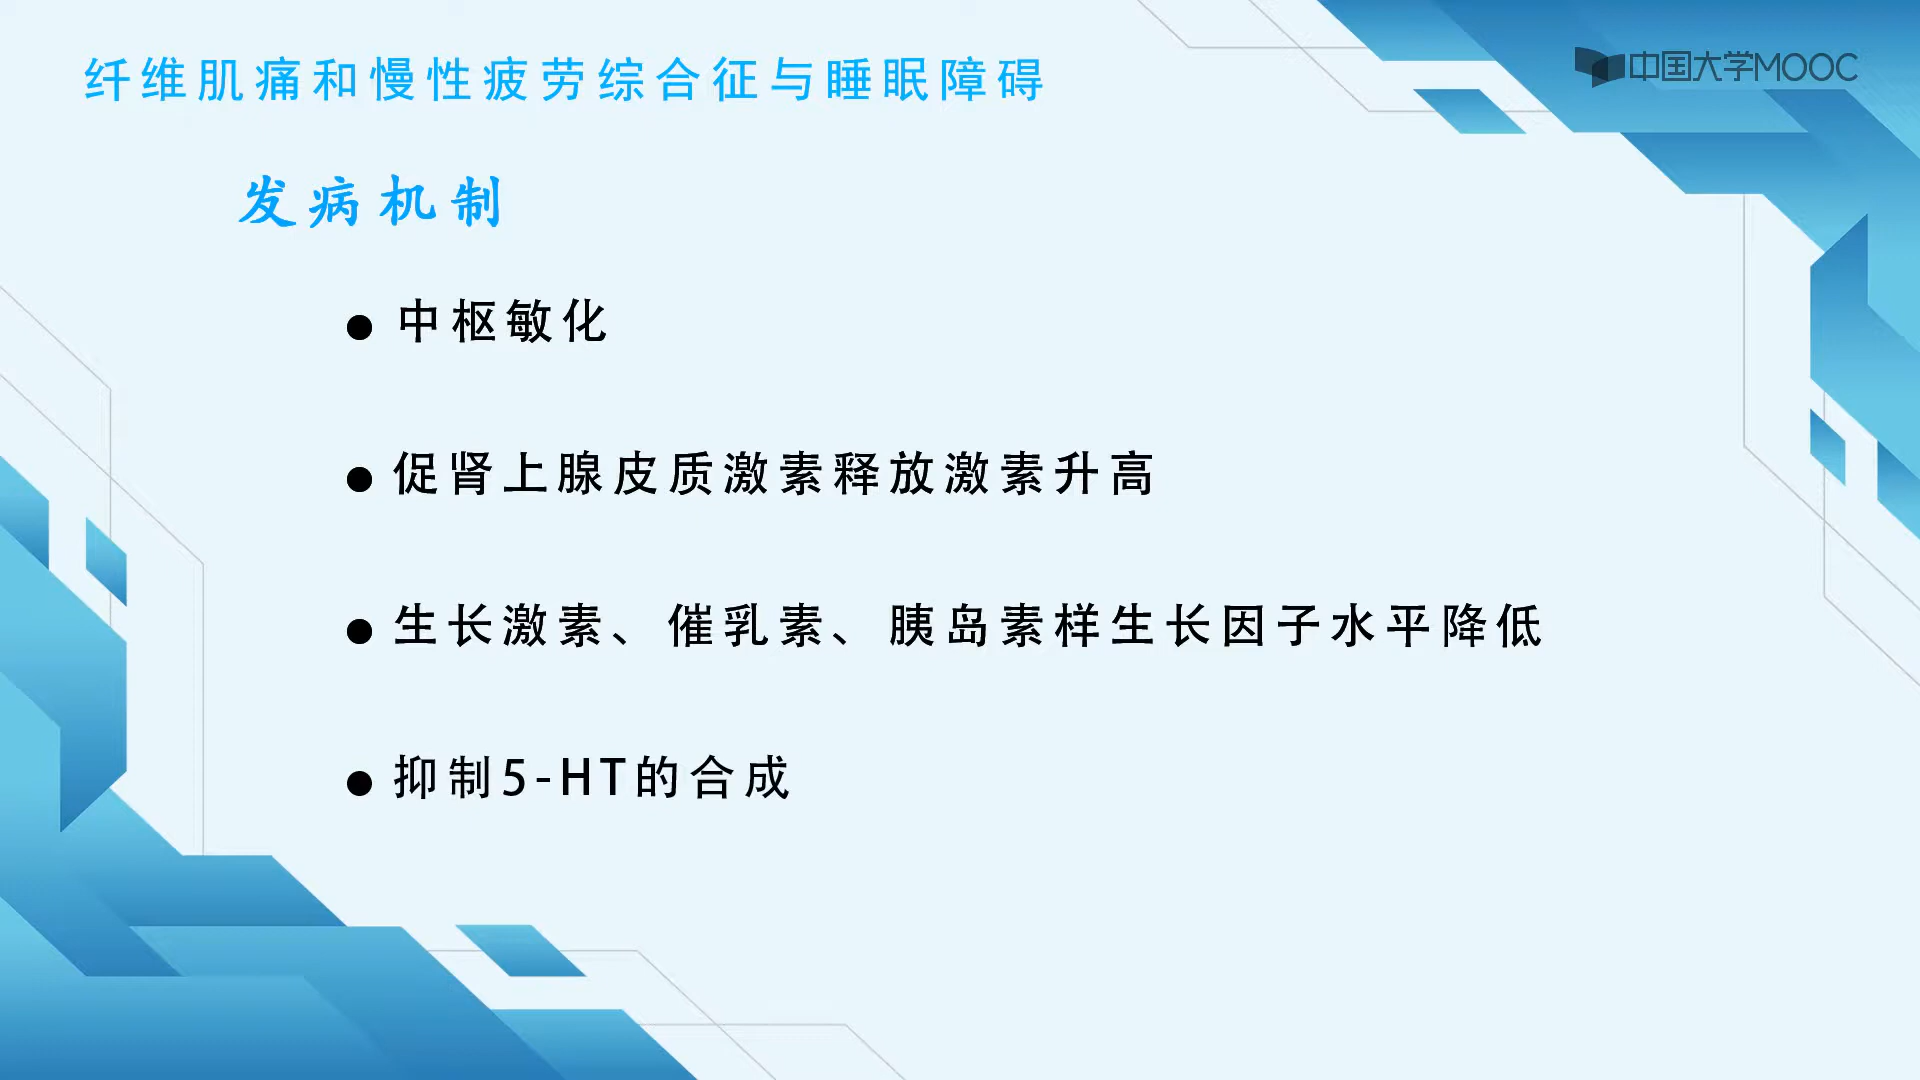 纤维肌痛和慢性疲劳综合征与睡眠障碍
中国大学MOOC
发病机制
● 中枢敏化
● 促肾上腺皮质激素释放激素升高
● 生长激素、催乳素、胰岛素样生长因子水平降低
● 抑制5-HT的合成